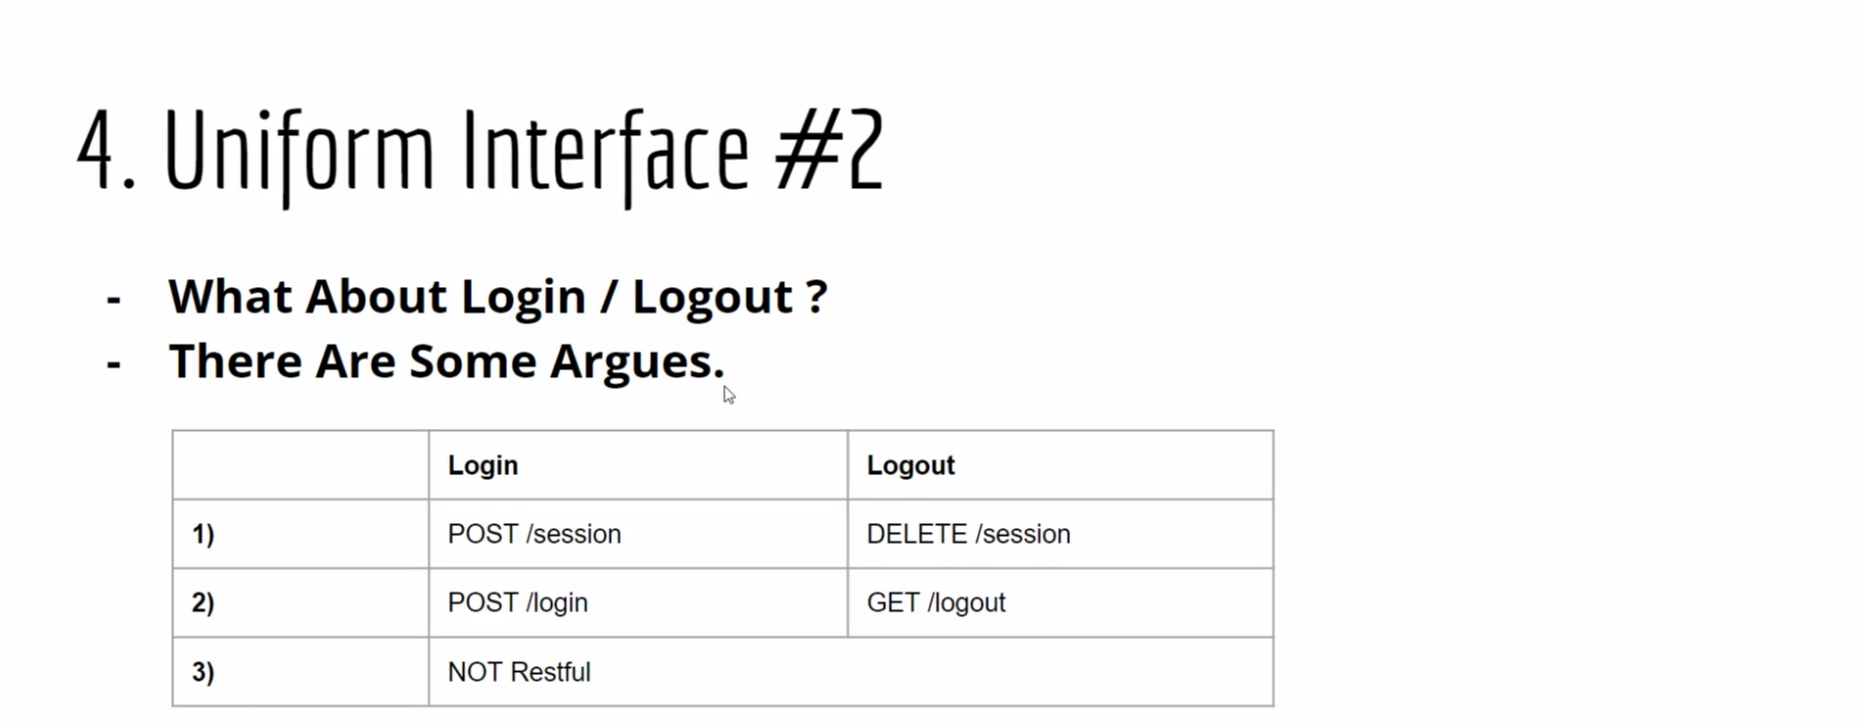 4. Uniform Interface #2
- What About Login / Logout ?
- There Are Some Argues.
Login Logout
1) POST /session DELETE /session
2) POST /login GET /logout
3) NOT Restful